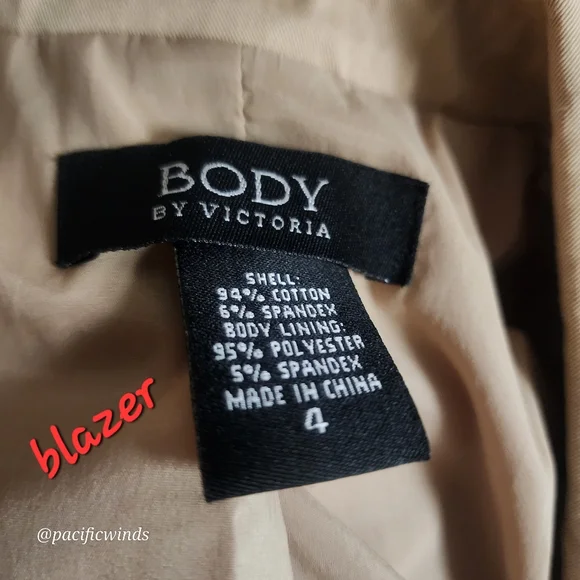 BODY
BY VICTORIA
SHELL:
94% COTTON
6% SPANDEX
BODY LINING:
95% POLYESTER
5% SPANDEX
MADE IN CHINA
4
blazer
@pacificwinds